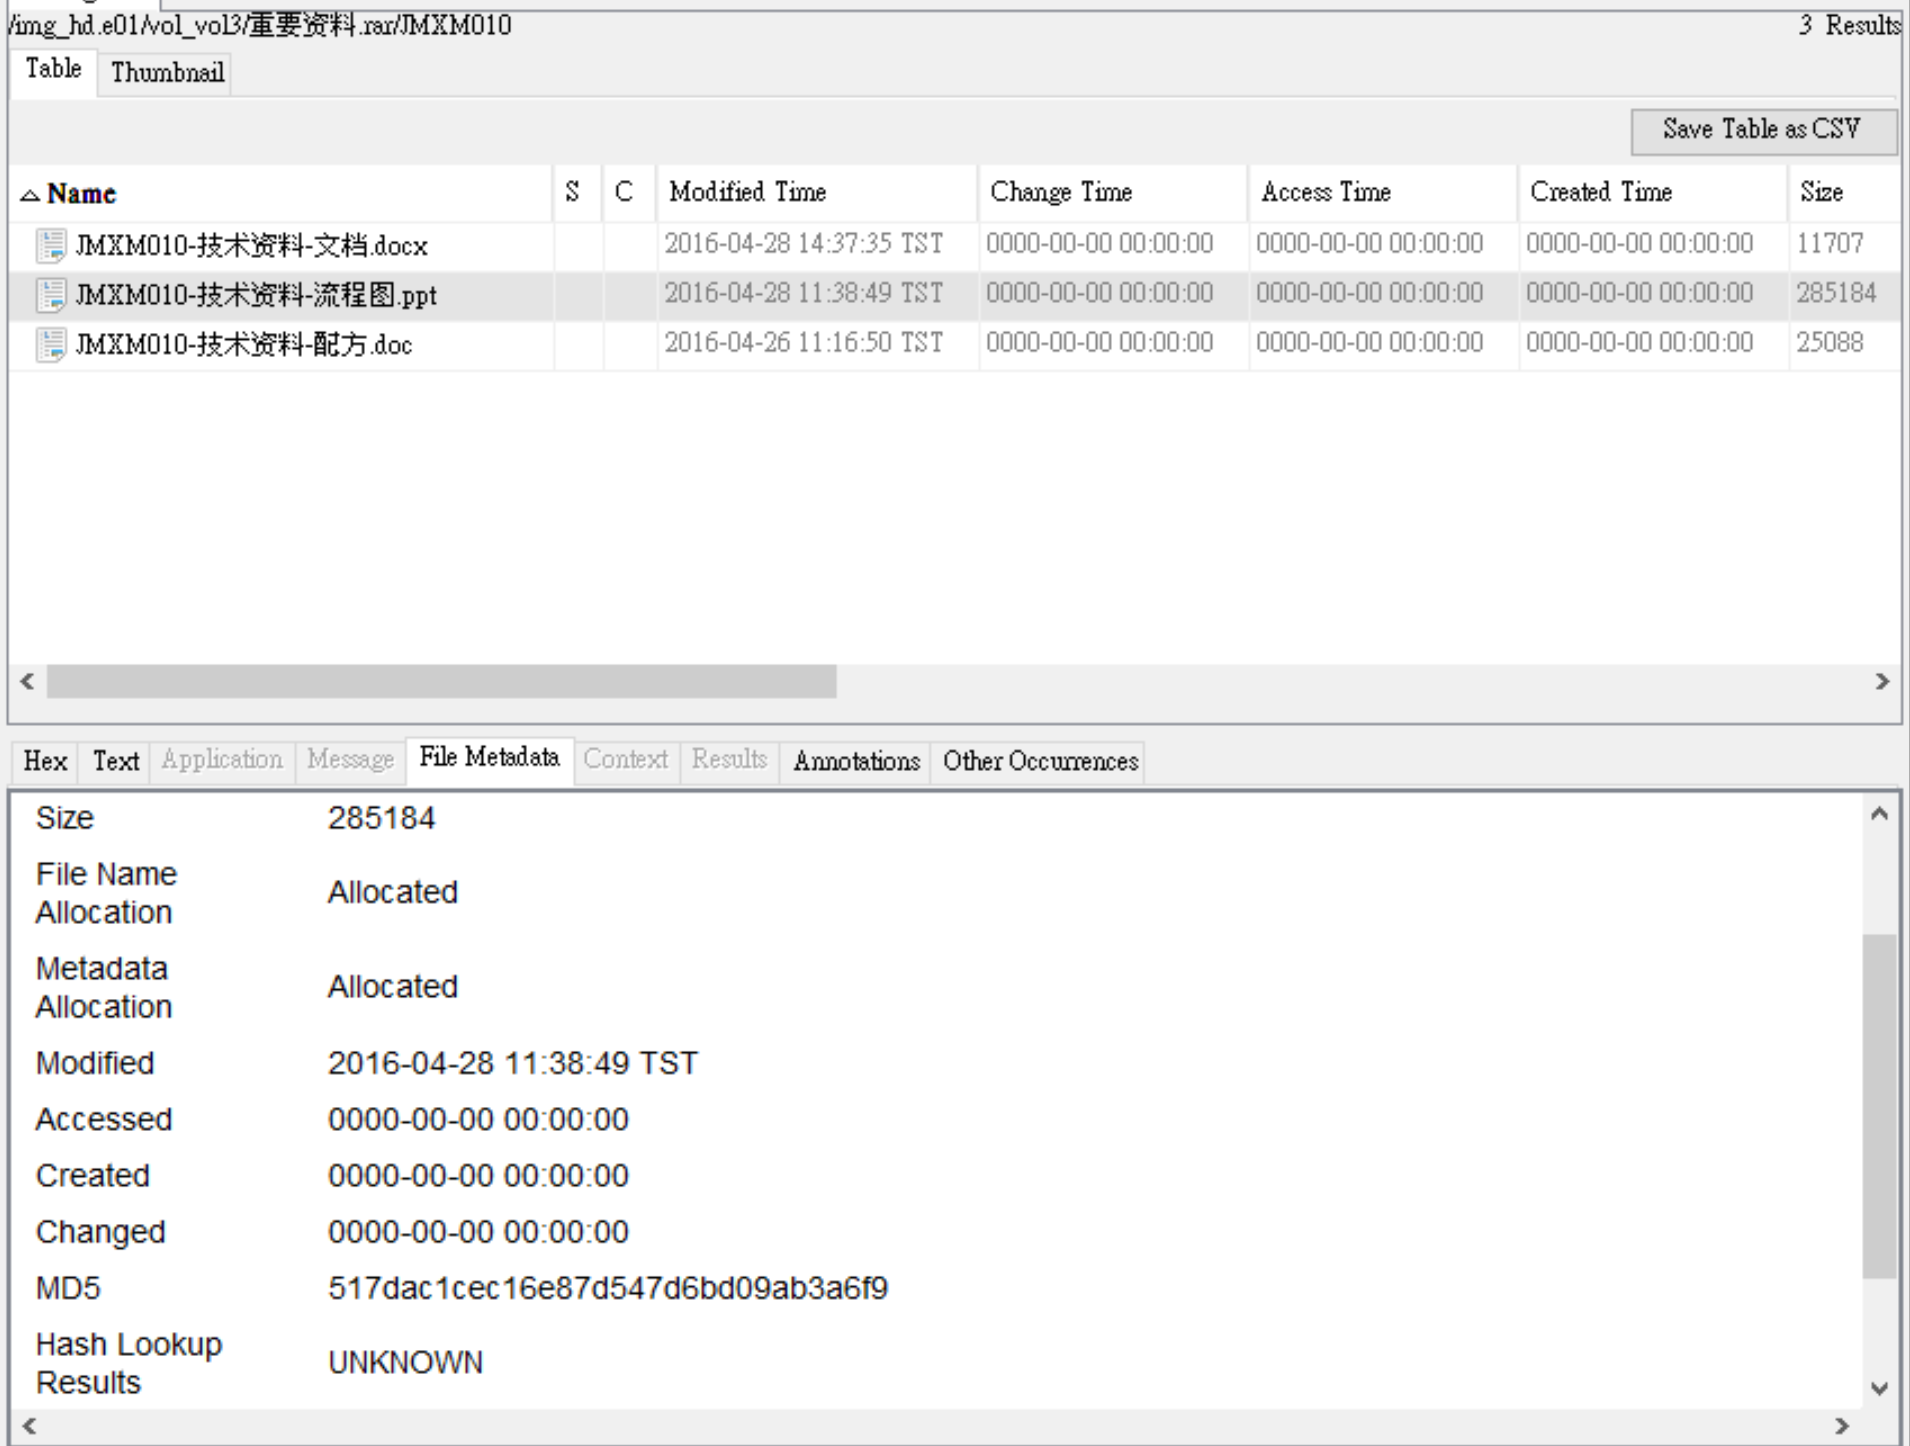 /img_hd.e01/vol_vol3/重要资料.rar/JMXM010 3 Results
Table Thumbnail
Save Table as CSV
Name S C Modified Time Change Time Access Time Created Time Size
JMXM010-技术资料-文档.docx 2016-04-28 14:37:35 TST 0000-00-00 00:00:00 0000-00-00 00:00:00 0000-00-00 00:00:00 11707
JMXM010-技术资料-流程图.ppt 2016-04-28 11:38:49 TST 0000-00-00 00:00:00 0000-00-00 00:00:00 0000-00-00 00:00:00 285184
JMXM010-技术资料-配方.doc 2016-04-26 11:16:50 TST 0000-00-00 00:00:00 0000-00-00 00:00:00 0000-00-00 00:00:00 25088
Hex Text Application Message File Metadata Context Results Annotations Other Occurrences
Size 285184
File Name
Allocation Allocated
Metadata
Allocation Allocated
Modified 2016-04-28 11:38:49 TST
Accessed 0000-00-00 00:00:00
Created 0000-00-00 00:00:00
Changed 0000-00-00 00:00:00
MD5 517dac1cec16e87d547d6bd09ab3a6f9
Hash Lookup
Results UNKNOWN